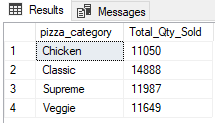 Results Messages
pizza_category Total_Qty_Sold
1 Chicken 11050
2 Classic 14888
3 Supreme 11987
4 Veggie 11649